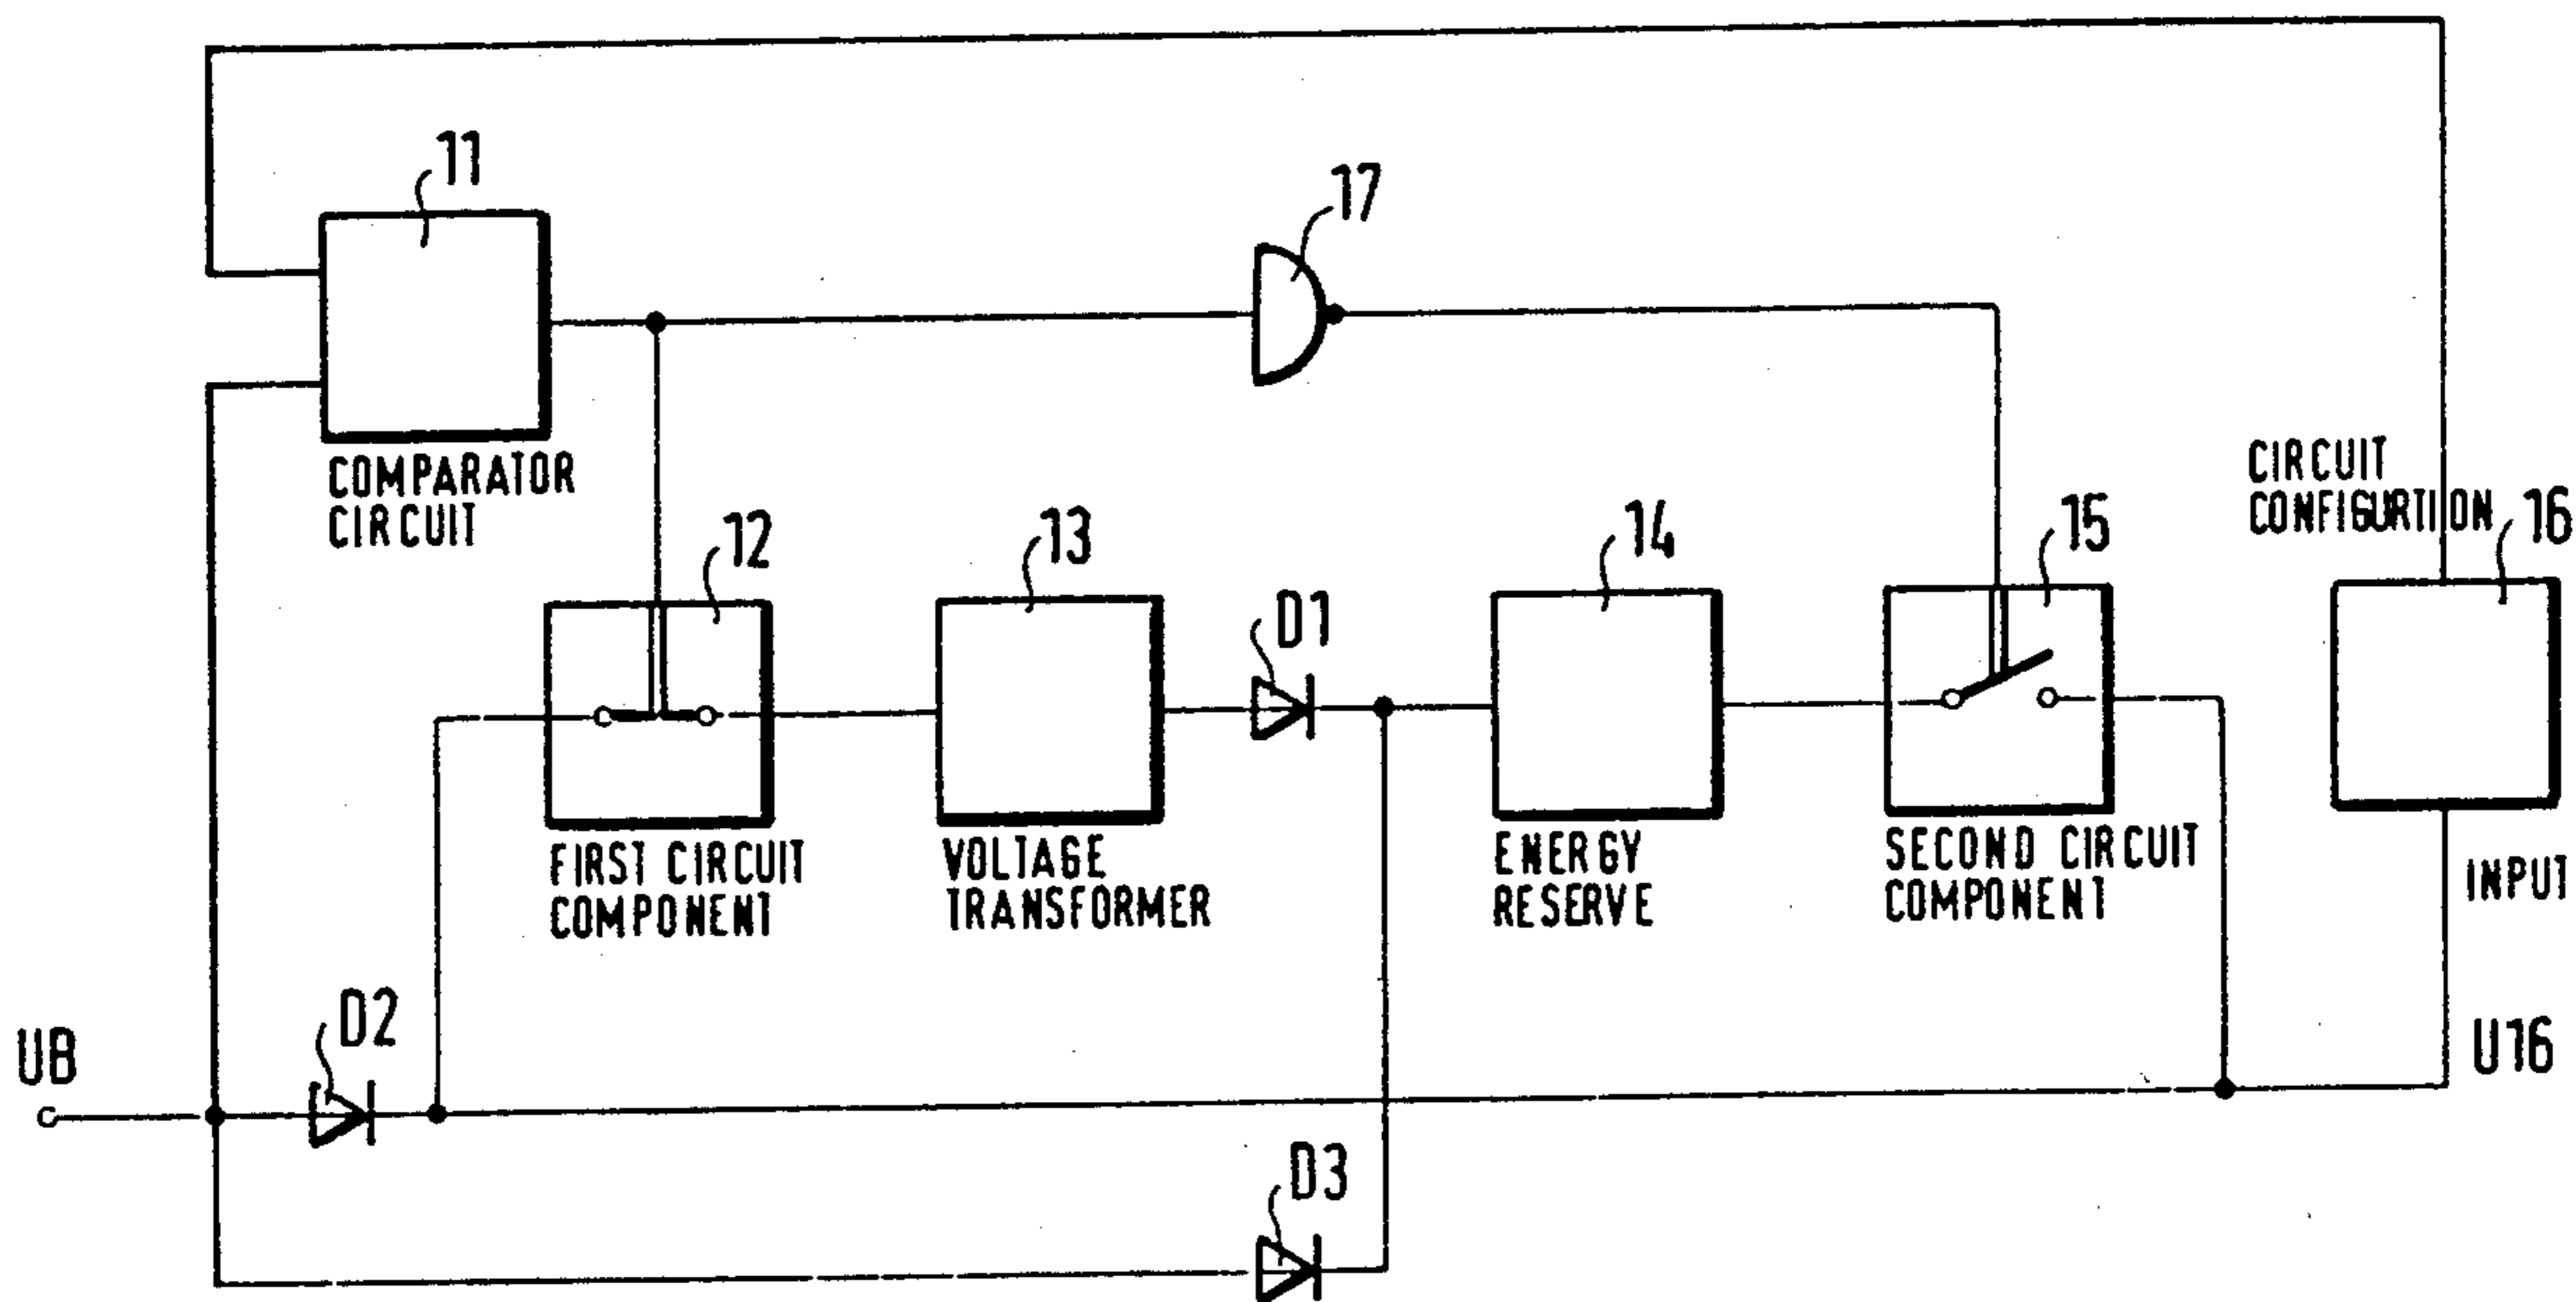 11
17
COMPARATOR
CIRCUIT
CIRCUIT
CONFIGURTION
12
13
14
15
16
D1
FIRST CIRCUIT
COMPONENT
VOLTAGE
TRANSFORMER
ENERGY
RESERVE
SECOND CIRCUIT
COMPONENT
INPUT
UB
D2
U16
D3